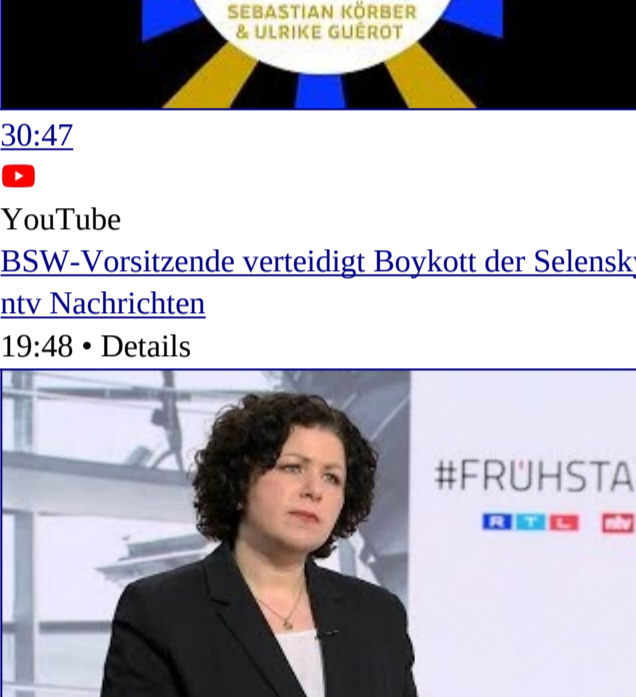 SEBASTIAN KÖRBER
& ULRIKE GUÉROT
30:47
YouTube
BSW-Vorsitzende verteidigt Boykott der Selensky
ntv Nachrichten
19:48 • Details
#FRÜHSTA
RTL ntv